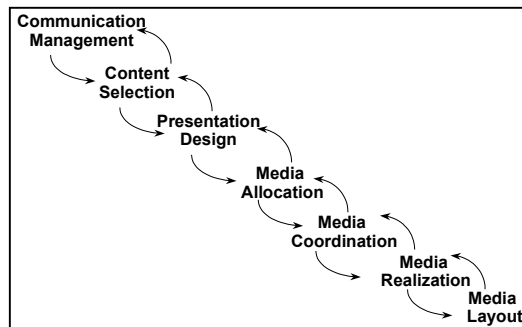 Communication
Management
Content
Selection
Presentation
Design
Media
Allocation
Media
Coordination
Media
Realization
Media
Layout